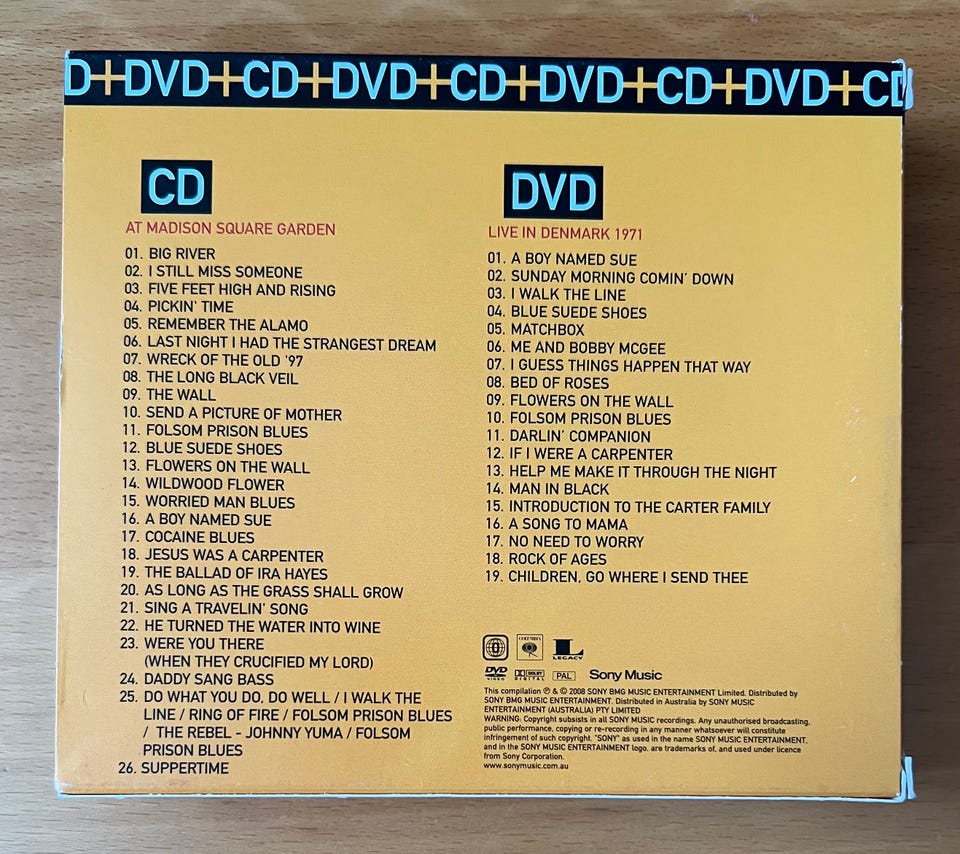 D+DVD+CD+DVD+CD+DVD+CD+DVD+CD
CD
AT MADISON SQUARE GARDEN
01. BIG RIVER
02. I STILL MISS SOMEONE
03. FIVE FEET HIGH AND RISING
04. PICKIN' TIME
05. REMEMBER THE ALAMO
06. LAST NIGHT I HAD THE STRANGEST DREAM
07. WRECK OF THE OLD '97
08. THE LONG BLACK VEIL
09. THE WALL
10. SEND A PICTURE OF MOTHER
11. FOLSOM PRISON BLUES
12. BLUE SUEDE SHOES
13. FLOWERS ON THE WALL
14. WILDWOOD FLOWER
15. WORRIED MAN BLUES
16. A BOY NAMED SUE
17. COCAINE BLUES
18. JESUS WAS A CARPENTER
19. THE BALLAD OF IRA HAYES
20. AS LONG AS THE GRASS SHALL GROW
21. SING A TRAVELIN' SONG
22. HE TURNED THE WATER INTO WINE
23. WERE YOU THERE
(WHEN THEY CRUCIFIED MY LORD)
24. DADDY SANG BASS
25. DO WHAT YOU DO, DO WELL / I WALK THE
LINE / RING OF FIRE / FOLSOM PRISON BLUES
/ THE REBEL - JOHNNY YUMA / FOLSOM
PRISON BLUES
26. SUPPERTIME
DVD
LIVE IN DENMARK 1971
01. A BOY NAMED SUE
02. SUNDAY MORNING COMIN' DOWN
03. I WALK THE LINE
04. BLUE SUEDE SHOES
05. MATCHBOX
06. ME AND BOBBY MCGEE
07. I GUESS THINGS HAPPEN THAT WAY
08. BED OF ROSES
09. FLOWERS ON THE WALL
10. FOLSOM PRISON BLUES
11. DARLIN' COMPANION
12. IF I WERE A CARPENTER
13. HELP ME MAKE IT THROUGH THE NIGHT
14. MAN IN BLACK
15. INTRODUCTION TO THE CARTER FAMILY
16. A SONG TO MAMA
17. NO NEED TO WORRY
18. ROCK OF AGES
19. CHILDREN, GO WHERE I SEND THEE
COLUMBIA
L
LEGACY
DVD VIDEO DOLBY DIGITAL PAL Sony Music
This compilation ℗ & © 2008 SONY BMG MUSIC ENTERTAINMENT Limited. Distributed by
SONY BMG MUSIC ENTERTAINMENT. Distributed in Australia by SONY MUSIC
ENTERTAINMENT (AUSTRALIA) PTY LIMITED
WARNING: Copyright subsists in all SONY MUSIC recordings. Any unauthorised broadcasting,
public performance, copying or re-recording in any manner whatsoever will constitute
infringement of such copyright. "SONY" as used in the name SONY MUSIC ENTERTAINMENT,
and in the SONY MUSIC ENTERTAINMENT logo, are trademarks of, and used under licence
from Sony Corporation.
www.sonymusic.com.au